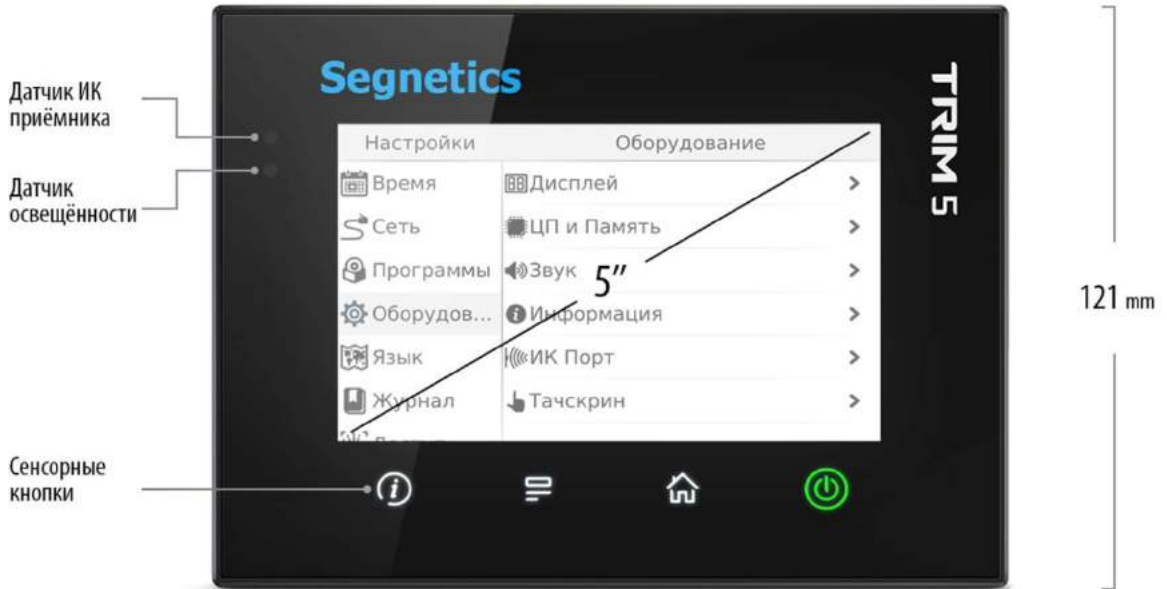 Segnetics
TRIM 5
Датчик ИК
приёмника
Датчик
освещённости
Настройки
Оборудование
Время
Сеть
Программы
Оборудов...
Язык
Журнал
Дисплей
ЦП и Память
Звук
Информация
ИК Порт
Тачскрин
5"
121 mm
Сенсорные
кнопки